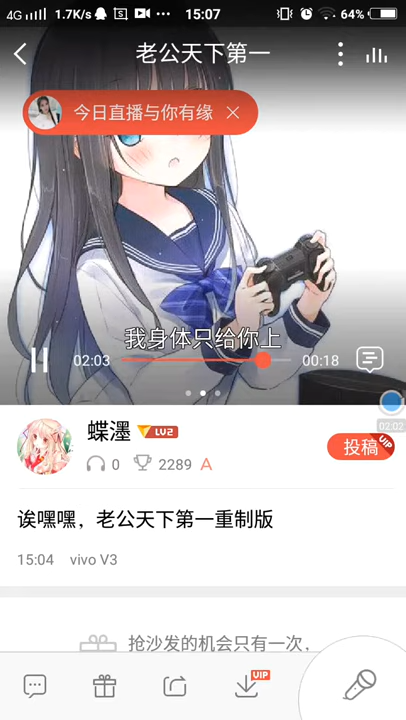 4G 1.7K/s 15:07 64%
老公天下第一
今日直播与你有缘
我身体只给你上
02:03 00:18
02:02
蝶濹 LV2
0 2289 A
投稿 VIP
诶嘿嘿，老公天下第一重制版
15:04 vivo V3
抢沙发的机会只有一次，
VIP